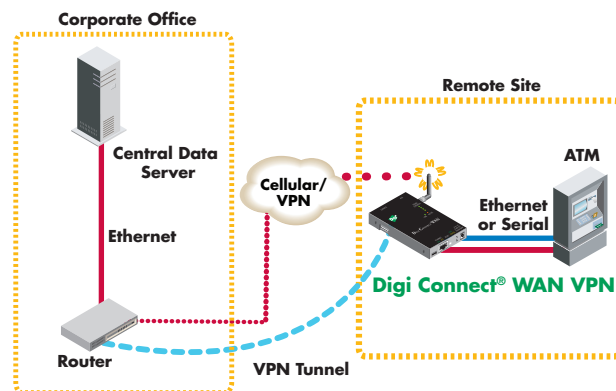 Corporate Office
Central Data
Server
Ethernet
Router
Cellular/
VPN
VPN Tunnel
Remote Site
ATM
Ethernet
or Serial
Digi Connect® WAN VPN